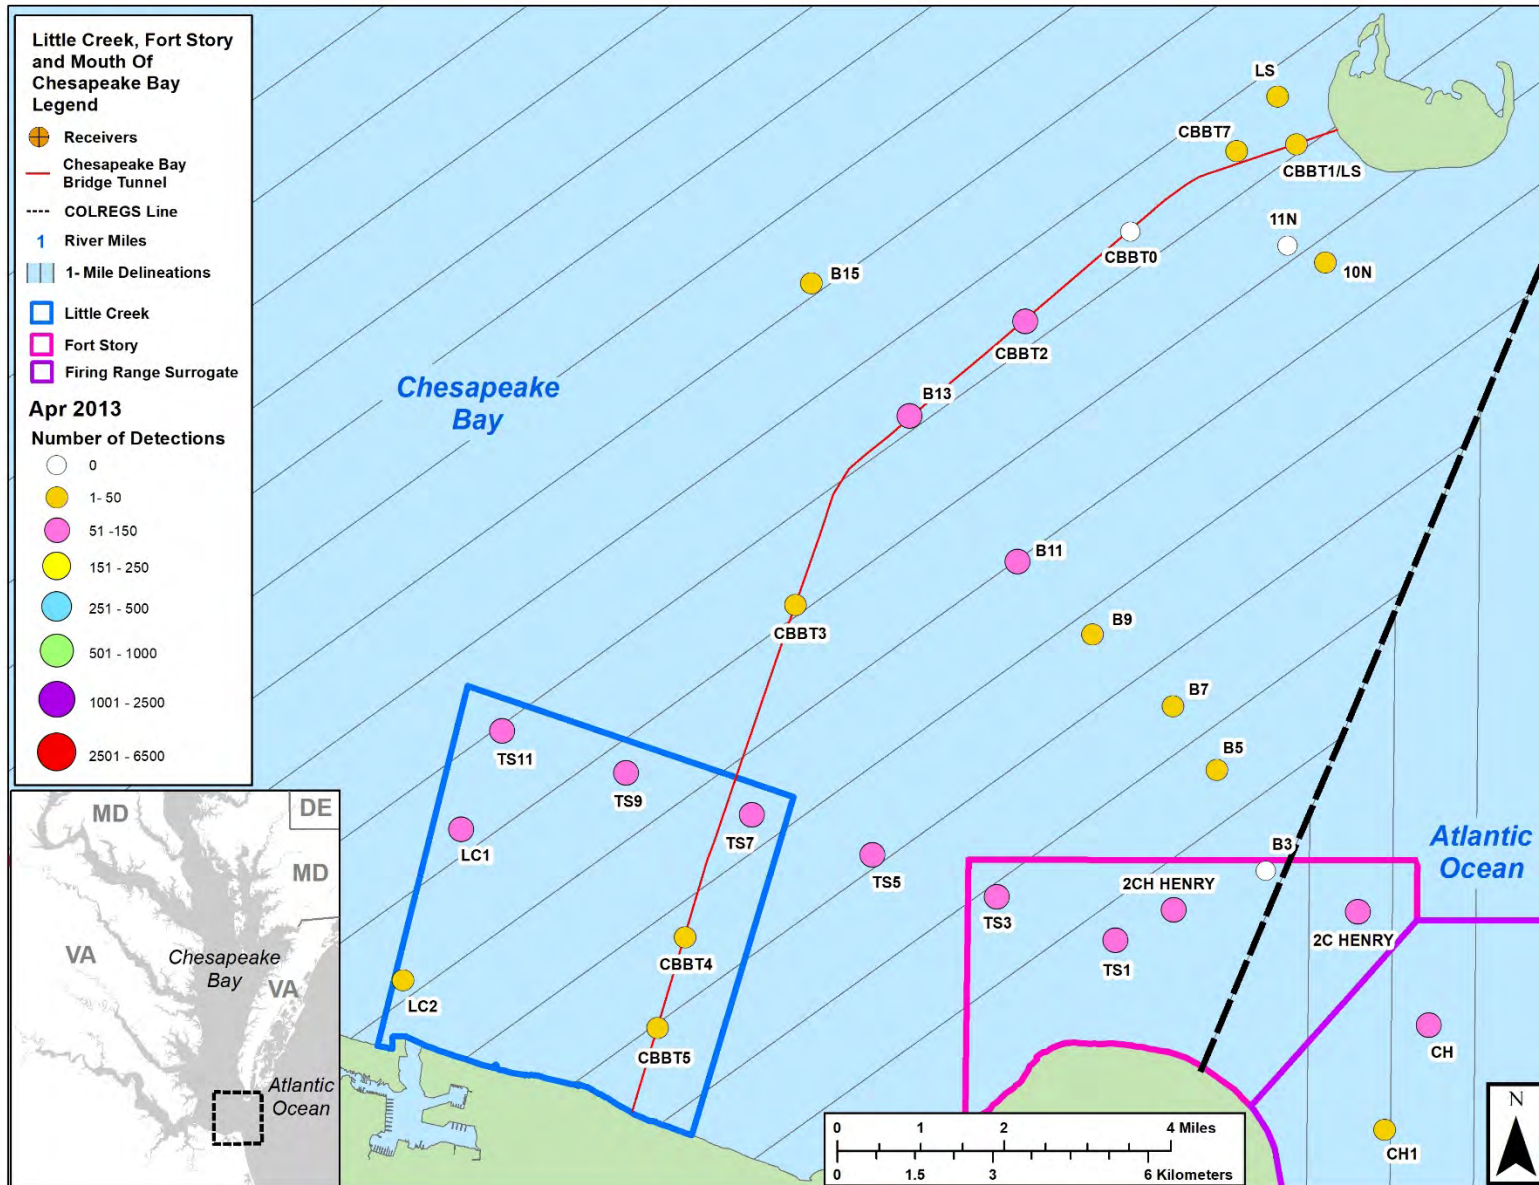 Little Creek, Fort Story
and Mouth Of
Chesapeake Bay
Legend
Receivers
Chesapeake Bay
Bridge Tunnel
COLREGS Line
1 River Miles
1- Mile Delineations
Little Creek
Fort Story
Firing Range Surrogate
Apr 2013
Number of Detections
0
1- 50
51 -150
151 - 250
251 - 500
501 - 1000
1001 - 2500
2501 - 6500
LS
CBBT7
CBBT1/LS
11N
CBBT0
10N
B15
CBBT2
Chesapeake
Bay
B13
B11
CBBT3
B9
B7
B5
TS11
TS9
TS7
LC1
TS5
B3
Atlantic
Ocean
2CH HENRY
TS3
2C HENRY
TS1
CBBT4
LC2
CBBT5
CH
CH1
MD
DE
MD
VA
Chesapeake
Bay
VA
Atlantic
Ocean
0 1 2 4 Miles
0 1.5 3 6 Kilometers
N